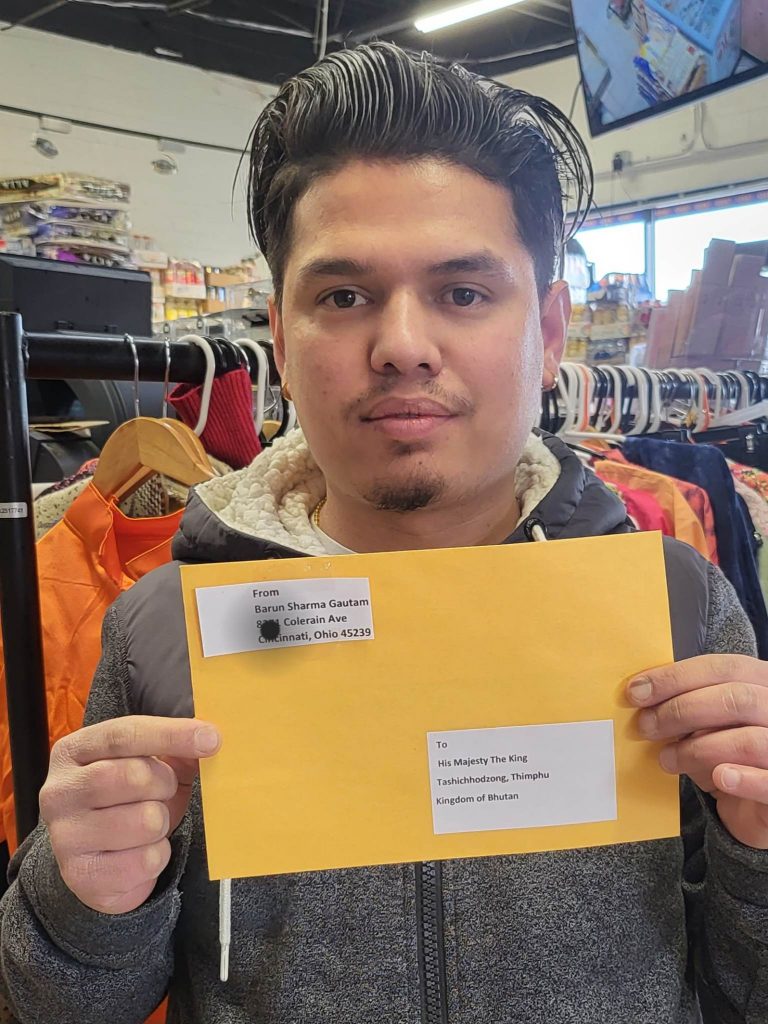 From
Barun Sharma Gautam
Colerain Ave
Cincinnati, Ohio 45239
To
His Majesty The King
Tashichhodzong, Thimphu
Kingdom of Bhutan